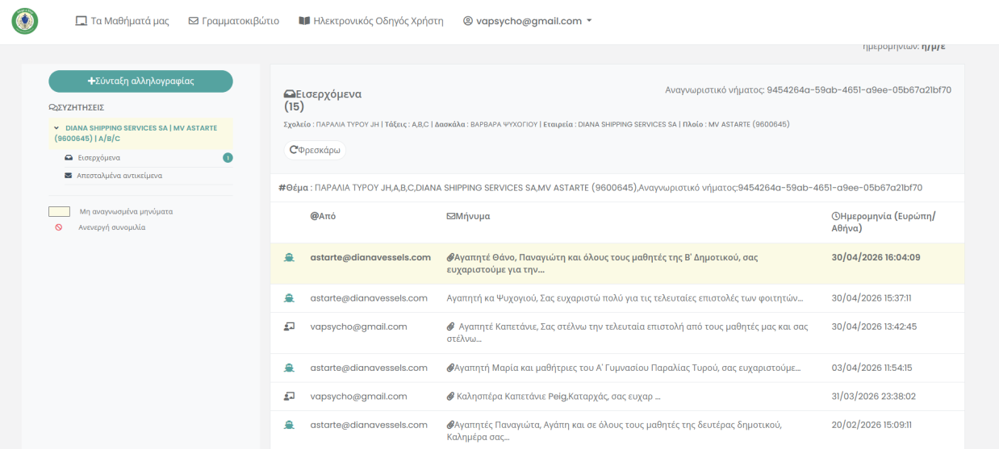 Τα Μαθήματά μας
Γραμματοκιβώτιο
Ηλεκτρονικός Οδηγός Χρήστη
vapsycho@gmail.com
ημερομηνιών: η/μ/ε
+Σύνταξη αλληλογραφίας
ΣΥΖΗΤΗΣΕΙΣ
DIANA SHIPPING SERVICES SA | MV ASTARTE
(9600645) | A/B/C
Εισερχόμενα
1
Απεσταλμένα αντικείμενα
Μη αναγνωσμένα μηνύματα
Ανενεργή συνομιλία
Εισερχόμενα
(15)
Αναγνωριστικό νήματος: 9454264a-59ab-4651-a9ee-05b67a21bf70
Σχολείο : ΠΑΡΑΛΙΑ ΤΥΡΟΥ JH | Τάξεις : A,B,C | Δασκάλα : ΒΑΡΒΑΡΑ ΨΥΧΟΓΙΟΥ | Εταιρεία : DIANA SHIPPING SERVICES SA | Πλοίο : MV ASTARTE (9600645)
Φρεσκάρω
#Θέμα : ΠΑΡΑΛΙΑ ΤΥΡΟΥ JH,A,B,C,DIANA SHIPPING SERVICES SA,MV ASTARTE (9600645),Αναγνωριστικό νήματος:9454264a-59ab-4651-a9ee-05b67a21bf70
@Από
Μήνυμα
Ημερομηνία (Ευρώπη/
Αθήνα)
astarte@dianavessels.com
Αγαπητέ Θάνο, Παναγιώτη και όλους τους μαθητές της Β' Δημοτικού, σας
ευχαριστούμε για την...
30/04/2026 16:04:09
astarte@dianavessels.com
Αγαπητή κα Ψυχογιού, Σας ευχαριστώ πολύ για τις τελευταίες επιστολές των φοιτητών...
30/04/2026 15:37:11
vapsycho@gmail.com
Αγαπητέ Καπετάνιε, Σας στέλνω την τελευταία επιστολή από τους μαθητές μας και σας
στέλνω...
30/04/2026 13:42:45
astarte@dianavessels.com
Αγαπητή Μαρία και μαθήτριες του Α' Γυμνασίου Παραλίας Τυρού, σας ευχαριστούμε...
03/04/2026 11:54:15
vapsycho@gmail.com
Καλησπέρα Καπετάνιε Peig,Καταρχάς, σας ευχαρ ...
31/03/2026 23:38:02
astarte@dianavessels.com
Αγαπητές Παναγιώτα, Αγάπη και σε όλους τους μαθητές της δευτέρας δημοτικού,
Καλημέρα σας...
20/02/2026 15:09:11